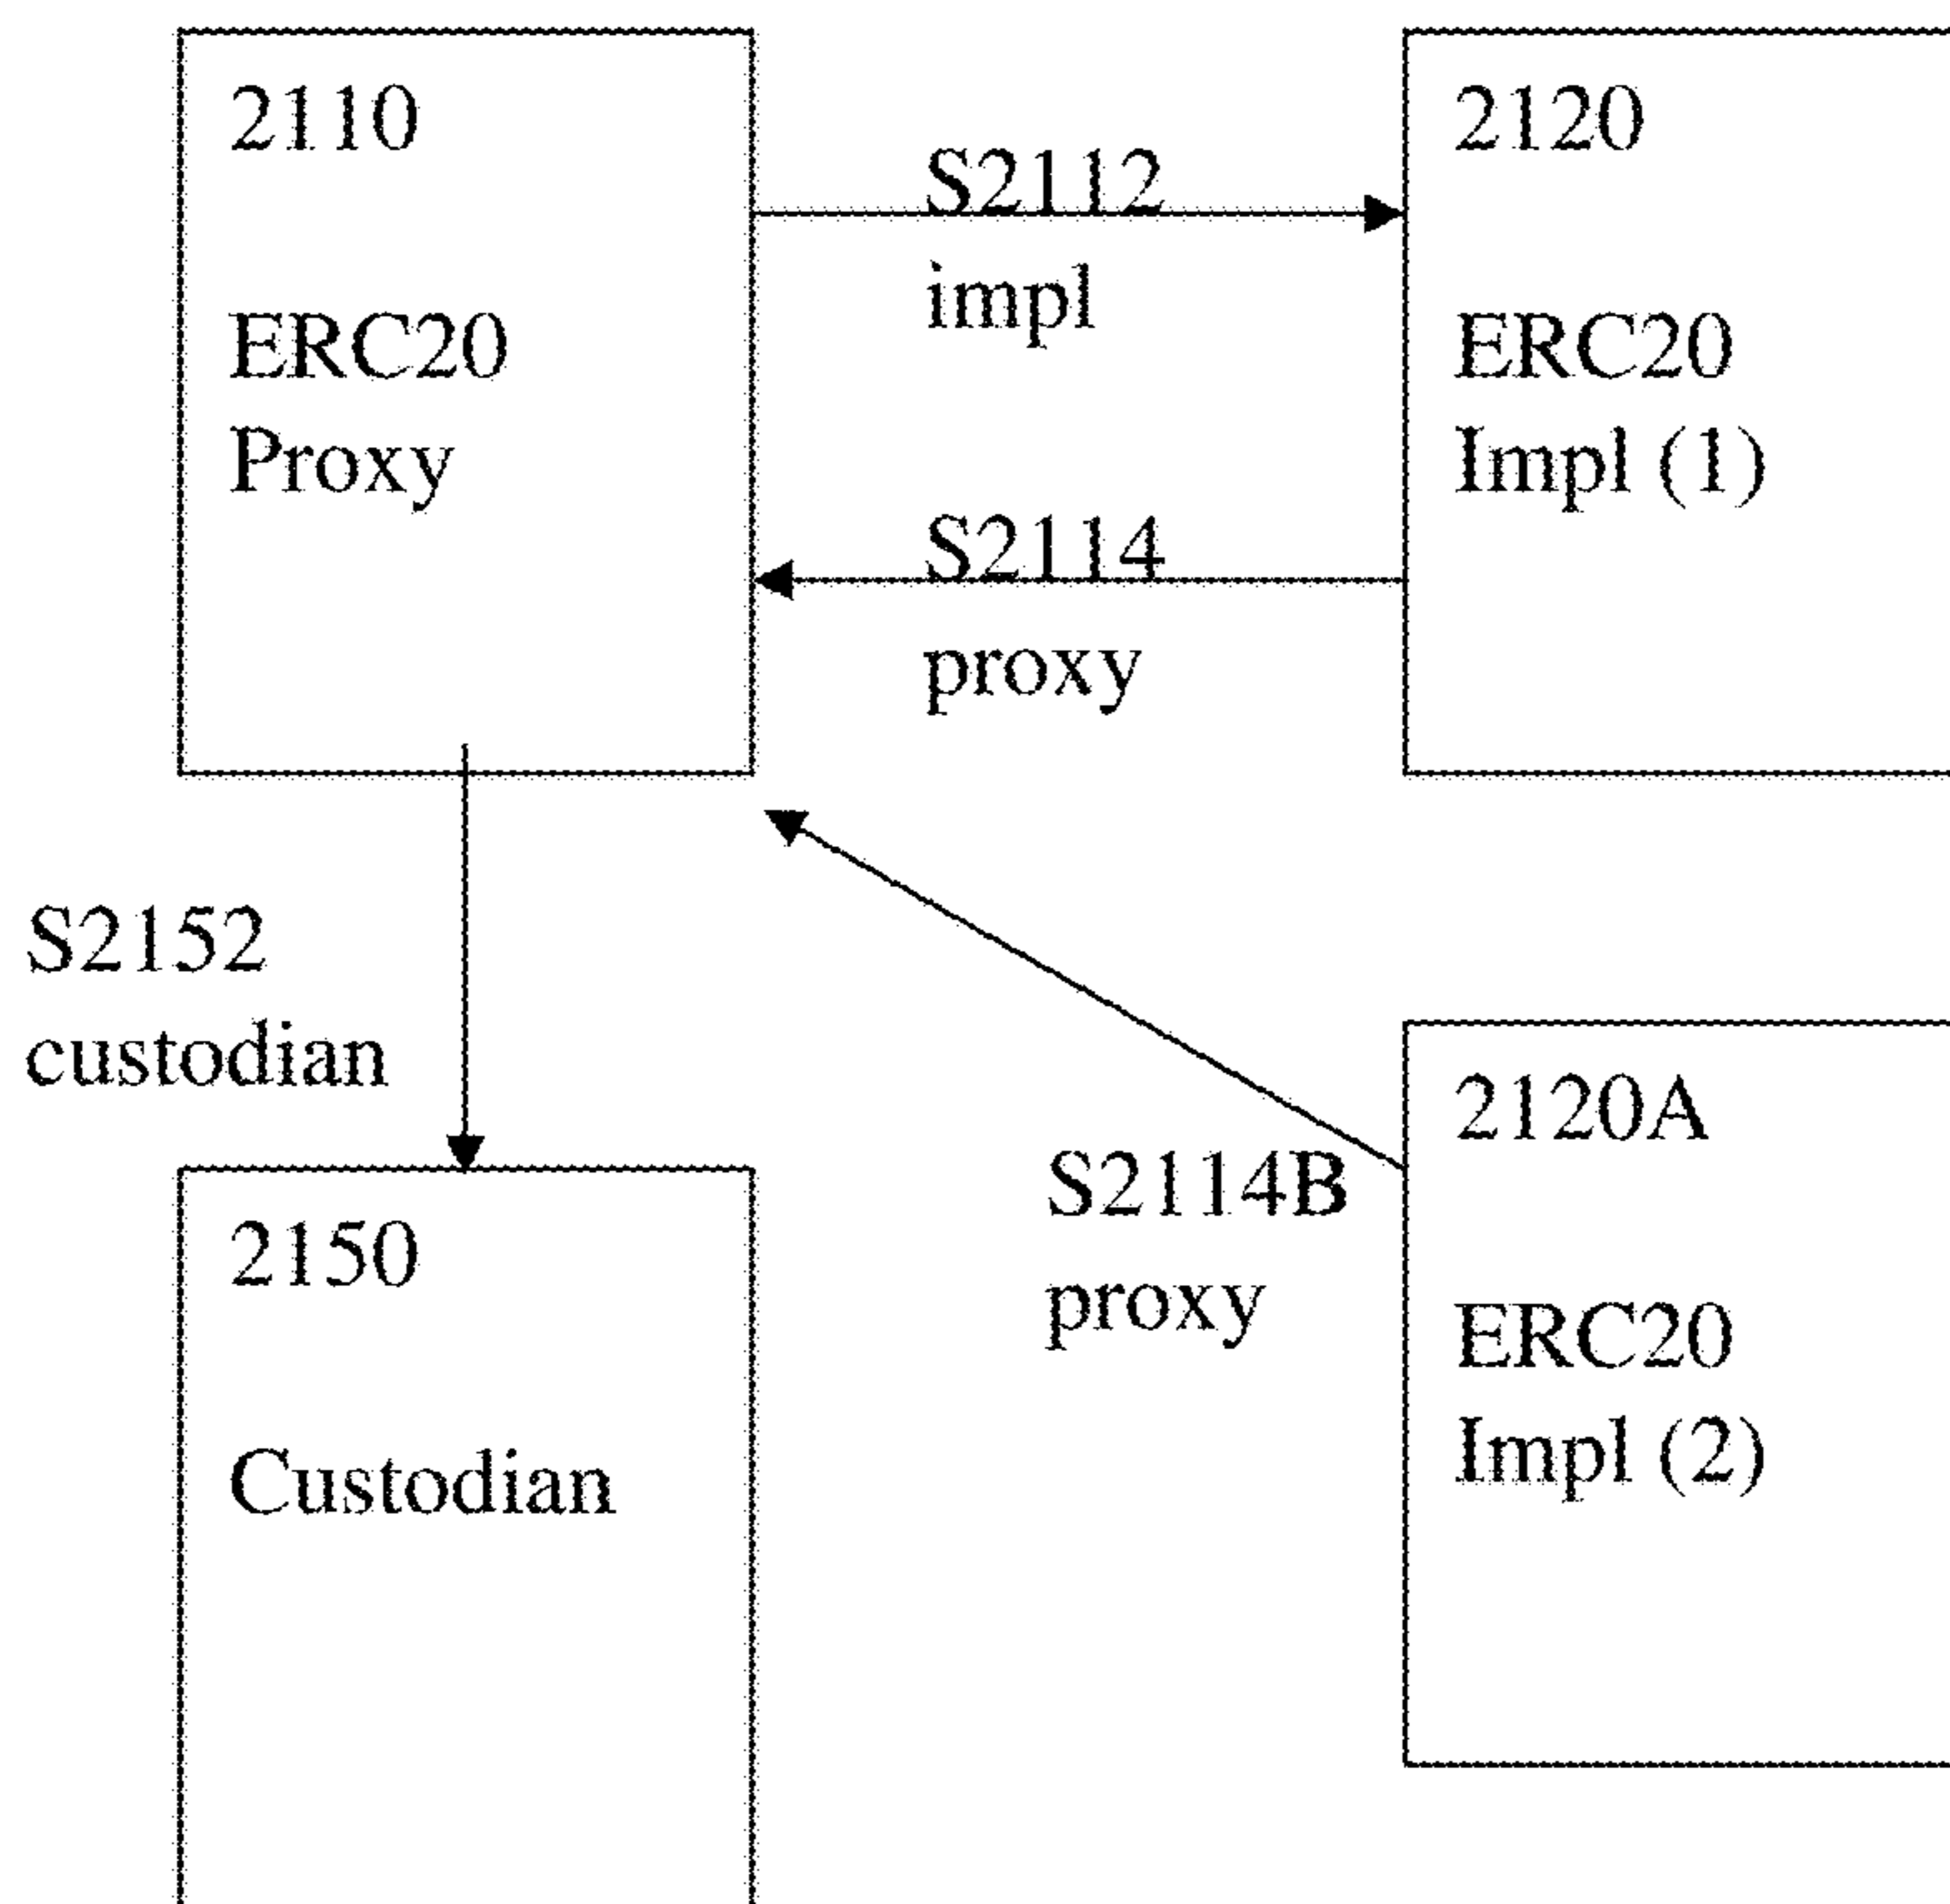 2110
ERC20
Proxy
S2112
impl
S2114
proxy
2120
ERC20
Impl (1)
S2152
custodian
2150
Custodian
S2114B
proxy
2120A
ERC20
Impl (2)